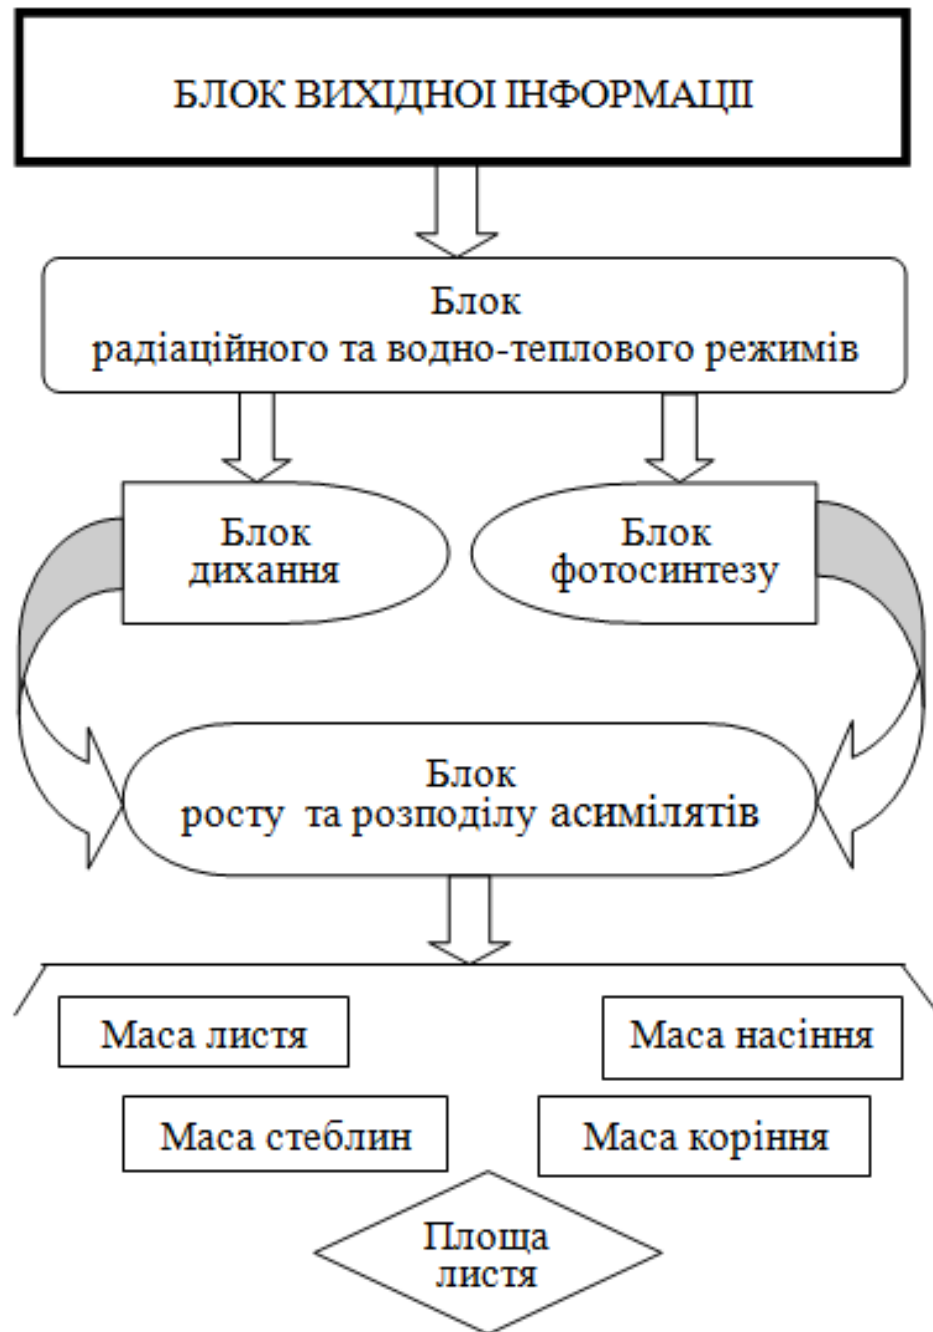 БЛОК ВИХІДНОІ ІНФОРМАЦІІ
Блок
радіаційного та водно-теплового режимів
Блок
дихання
Блок
фотосинтезу
Блок
росту та розподілу асимілятів
Маса листя
Маса насіння
Маса стеблин
Маса коріння
Площа
листя